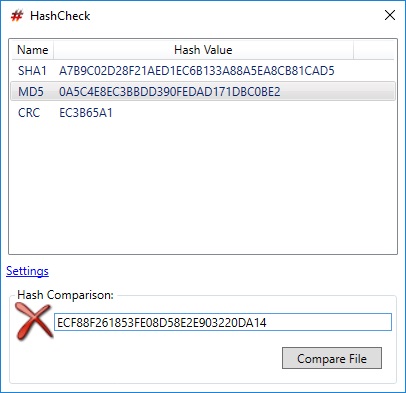 # HashCheck
Name Hash Value
SHA1 A7B9C02D28F21AED1EC6B133A88A5EA8CB81CAD5
MD5 0A5C4E8EC3BBDD390FEDAD171DBC0BE2
CRC EC3B65A1
Settings
Hash Comparison:
ECF88F261853FE08D58E2E903220DA14
Compare File